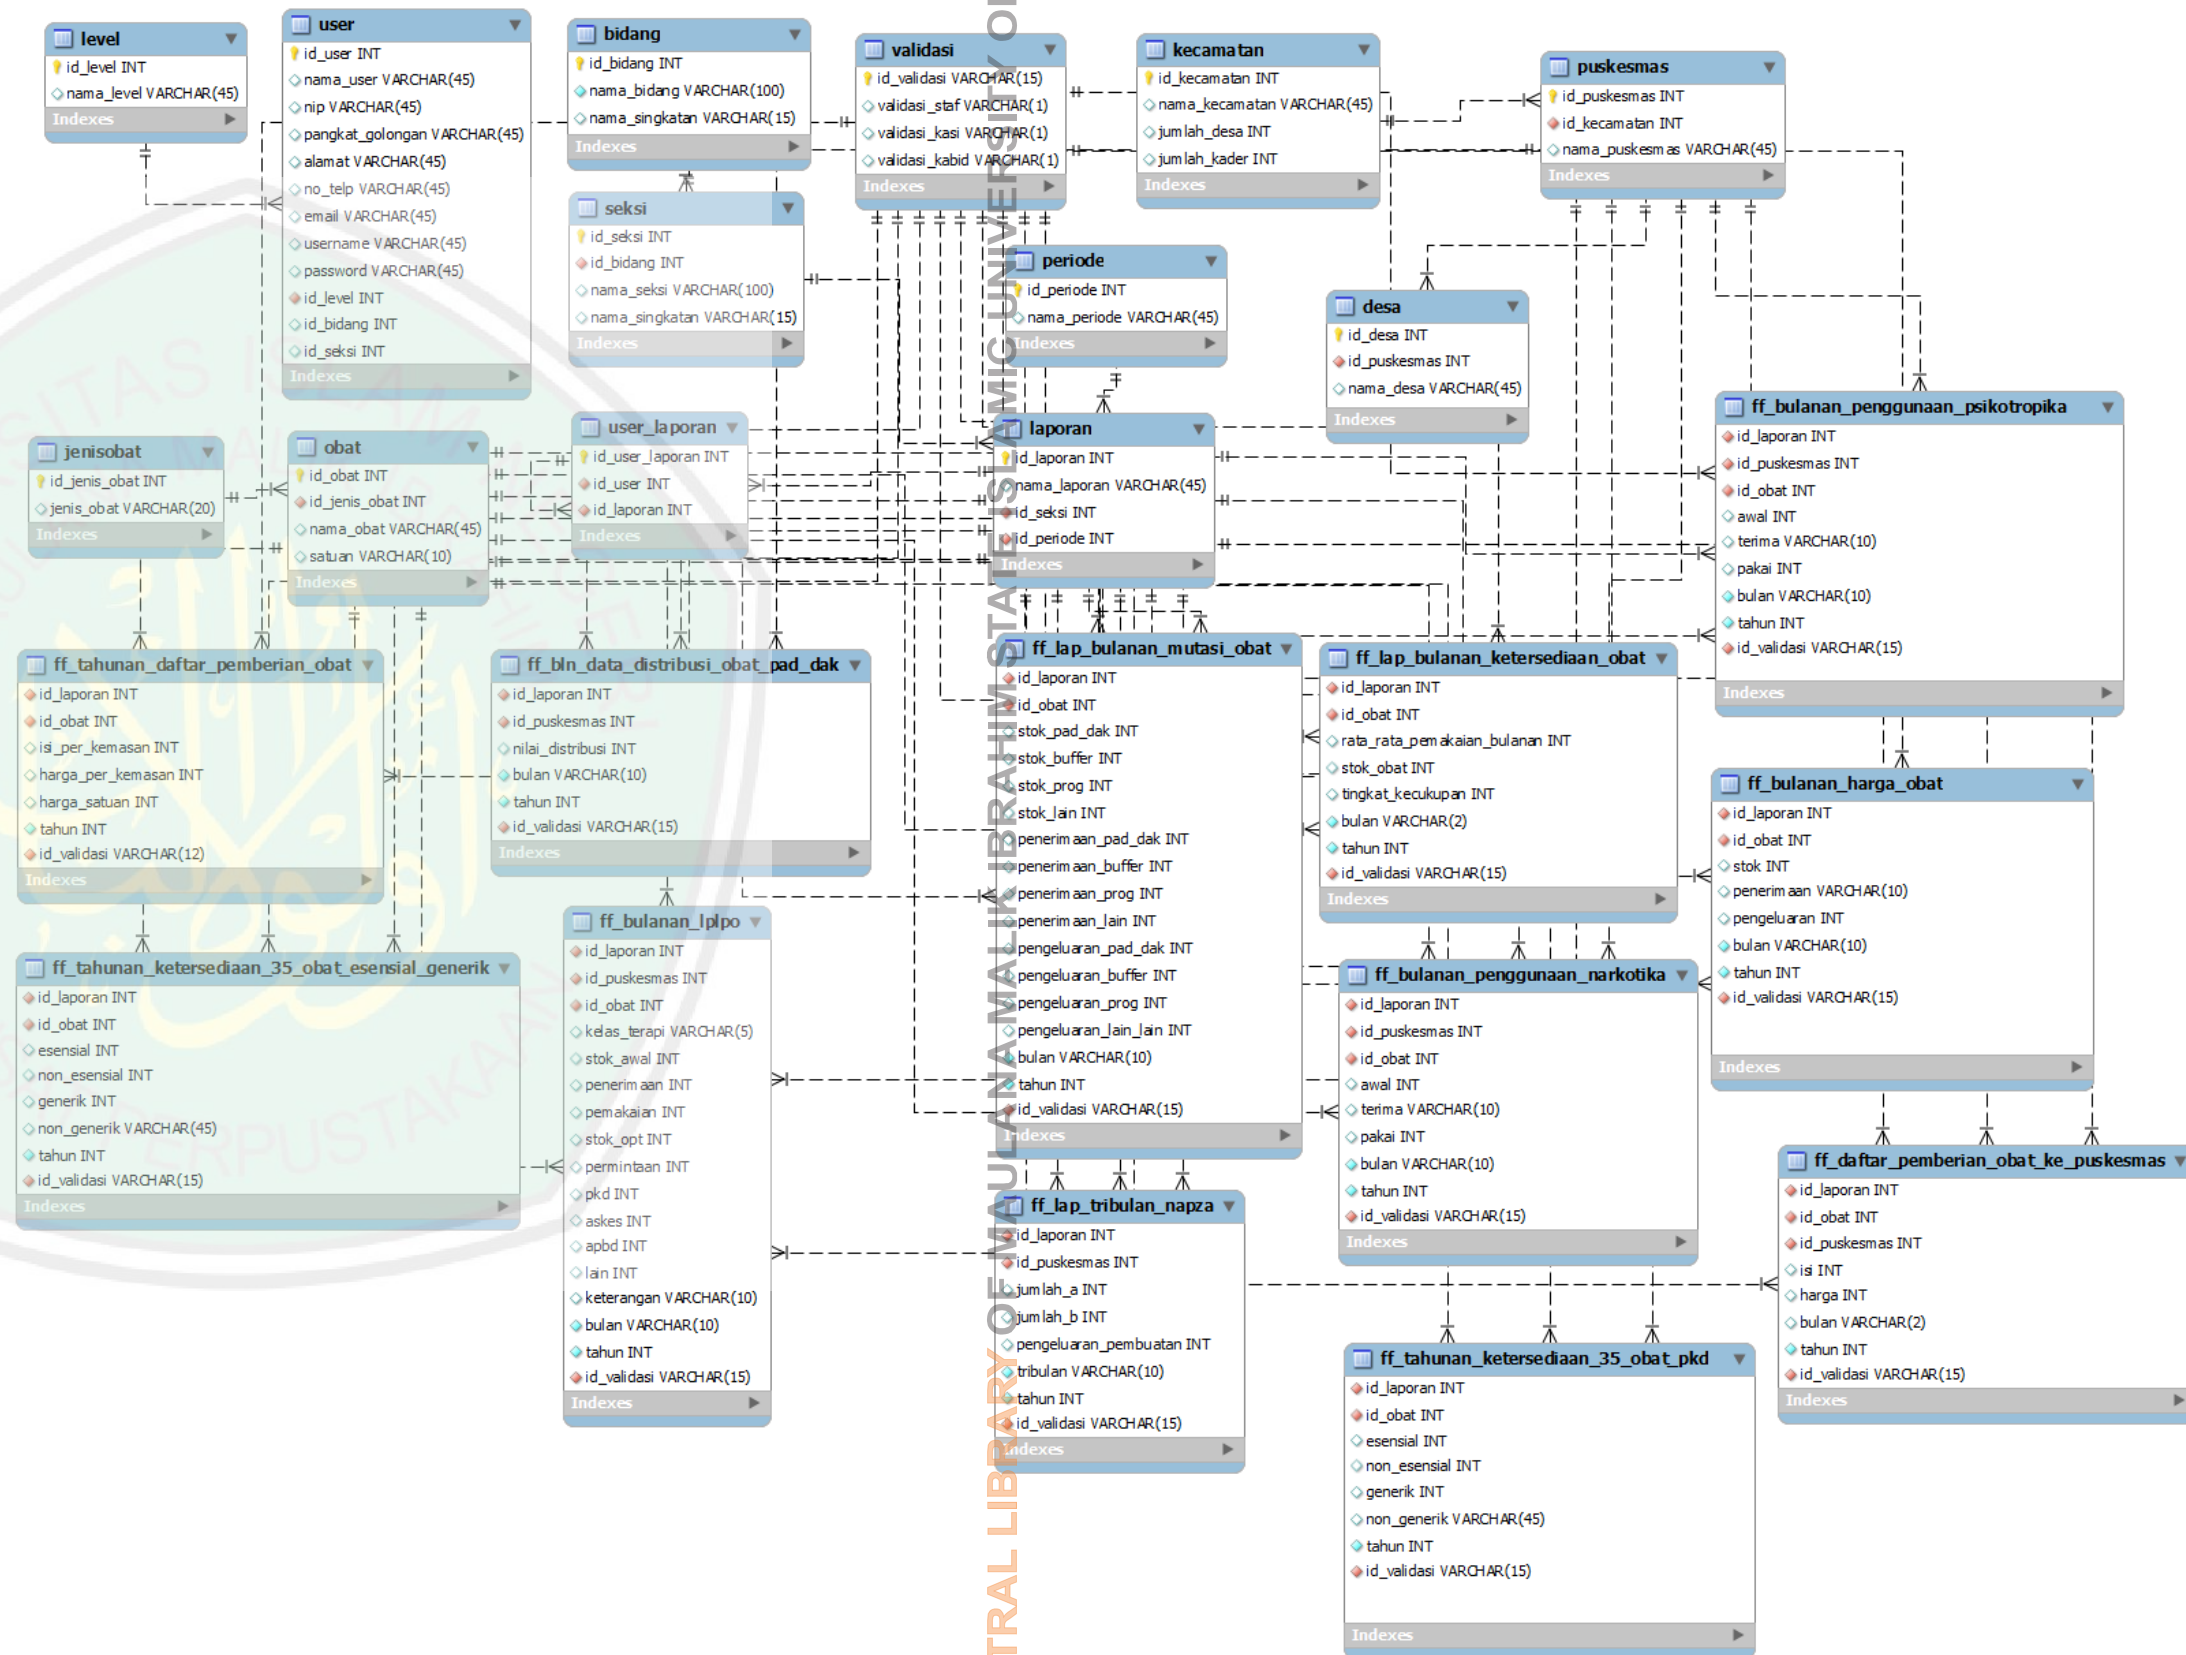 level
id_level INT
nama_level VARCHAR(45)
Indexes
user
id_user INT
nama_user VARCHAR(45)
nip VARCHAR(45)
pangkat_golongan VARCHAR(45)
alamat VARCHAR(45)
no_telp VARCHAR(45)
email VARCHAR(45)
username VARCHAR(45)
password VARCHAR(45)
id_level INT
id_bidang INT
id_seksi INT
Indexes
bidang
id_bidang INT
nama_bidang VARCHAR(100)
nama_singkatan VARCHAR(15)
Indexes
seksi
id_seksi INT
id_bidang INT
nama_seksi VARCHAR(100)
nama_singkatan VARCHAR(15)
Indexes
validasi
id_validasi VARCHAR(15)
validasi_staf VARCHAR(1)
validasi_kasi VARCHAR(1)
validasi_kabid VARCHAR(1)
Indexes
kecamatan
id_kecamatan INT
nama_kecamatan VARCHAR(45)
jumlah_desa INT
jumlah_kader INT
Indexes
puskesmas
id_puskesmas INT
id_kecamatan INT
nama_puskesmas VARCHAR(45)
Indexes
periode
id_periode INT
nama_periode VARCHAR(45)
Indexes
desa
id_desa INT
id_puskesmas INT
nama_desa VARCHAR(45)
Indexes
jenisobat
id_jenis_obat INT
jenis_obat VARCHAR(20)
Indexes
obat
id_obat INT
id_jenis_obat INT
nama_obat VARCHAR(45)
satuan VARCHAR(10)
Indexes
user_laporan
id_user_laporan INT
id_user INT
id_laporan INT
Indexes
laporan
id_laporan INT
nama_laporan VARCHAR(45)
id_seksi INT
id_periode INT
Indexes
ff_bulanan_penggunaan_psikotropika
id_laporan INT
id_puskesmas INT
id_obat INT
awal INT
terima VARCHAR(10)
pakai INT
bulan VARCHAR(10)
tahun INT
id_validasi VARCHAR(15)
Indexes
ff_tahunan_daftar_pemberian_obat
id_laporan INT
id_obat INT
isi_per_kemasan INT
harga_per_kemasan INT
harga_satuan INT
tahun INT
id_validasi VARCHAR(12)
Indexes
ff_bln_data_distribusi_obat_pad_dak
id_laporan INT
id_puskesmas INT
nilai_distribusi INT
bulan VARCHAR(10)
tahun INT
id_validasi VARCHAR(15)
Indexes
ff_lap_bulanan_mutasi_obat
id_laporan INT
id_obat INT
stok_pad_dak INT
stok_buffer INT
stok_prog INT
stok_lain INT
penerimaan_pad_dak INT
penerimaan_buffer INT
penerimaan_prog INT
penerimaan_lain INT
pengeluaran_pad_dak INT
pengeluaran_buffer INT
pengeluaran_prog INT
pengeluaran_lain_lain INT
bulan VARCHAR(10)
tahun INT
id_validasi VARCHAR(15)
Indexes
ff_lap_bulanan_ketersediaan_obat
id_laporan INT
id_obat INT
rata_rata_pemakaian_bulanan INT
stok_obat INT
tingkat_kecukupan INT
bulan VARCHAR(2)
tahun INT
id_validasi VARCHAR(15)
Indexes
ff_bulanan_harga_obat
id_laporan INT
id_obat INT
stok INT
penerimaan VARCHAR(10)
pengeluaran INT
bulan VARCHAR(10)
tahun INT
id_validasi VARCHAR(15)
Indexes
ff_tahunan_ketersediaan_35_obat_esensial_generik
id_laporan INT
id_obat INT
esensial INT
non_esensial INT
generik INT
non_generik VARCHAR(45)
tahun INT
id_validasi VARCHAR(15)
Indexes
ff_bulanan_lplpo
id_laporan INT
id_puskesmas INT
id_obat INT
kelas_terapi VARCHAR(5)
stok_awal INT
penerimaan INT
pemakaian INT
stok_opt INT
permintaan INT
pkd INT
askes INT
apbd INT
lain INT
keterangan VARCHAR(10)
bulan VARCHAR(10)
tahun INT
id_validasi VARCHAR(15)
Indexes
ff_bulanan_penggunaan_narkotika
id_laporan INT
id_puskesmas INT
id_obat INT
awal INT
terima VARCHAR(10)
pakai INT
bulan VARCHAR(10)
tahun INT
id_validasi VARCHAR(15)
Indexes
ff_lap_tribulan_napza
id_laporan INT
id_puskesmas INT
jumlah_a INT
jumlah_b INT
pengeluaran_pembuatan INT
tribulan VARCHAR(10)
tahun INT
id_validasi VARCHAR(15)
Indexes
ff_daftar_pemberian_obat_ke_puskesmas
id_laporan INT
id_obat INT
id_puskesmas INT
isi INT
harga INT
bulan VARCHAR(2)
tahun INT
id_validasi VARCHAR(15)
Indexes
ff_tahunan_ketersediaan_35_obat_pkd
id_laporan INT
id_obat INT
esensial INT
non_esensial INT
generik INT
non_generik VARCHAR(45)
tahun INT
id_validasi VARCHAR(15)
Indexes
TRAL LIBRARY OF MAULANA MALIK IBRAHIM STATE ISLAMIC UNIVERSITY O